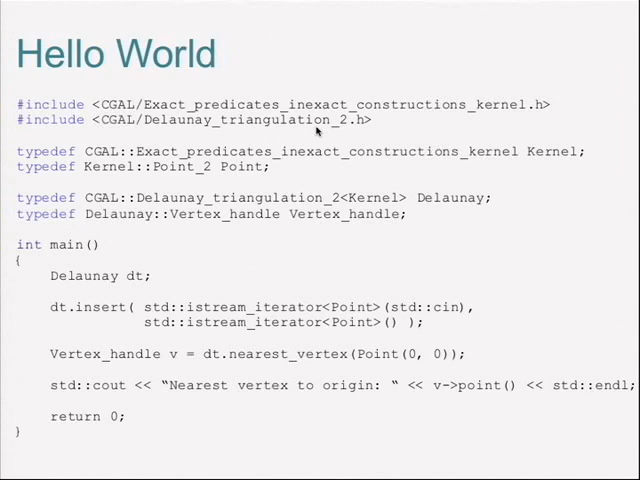 Hello World
#include <CGAL/Exact_predicates_inexact_constructions_kernel.h>
#include <CGAL/Delaunay_triangulation_2.h>
typedef CGAL::Exact_predicates_inexact_constructions_kernel Kernel;
typedef Kernel::Point_2 Point;
typedef CGAL::Delaunay_triangulation_2<Kernel> Delaunay;
typedef Delaunay::Vertex_handle Vertex_handle;
int main()
{
    Delaunay dt;
    dt.insert( std::istream_iterator<Point>(std::cin),
               std::istream_iterator<Point>() );
    Vertex_handle v = dt.nearest_vertex(Point(0, 0));
    std::cout << “Nearest vertex to origin: “ << v->point() << std::endl;
    return 0;
}